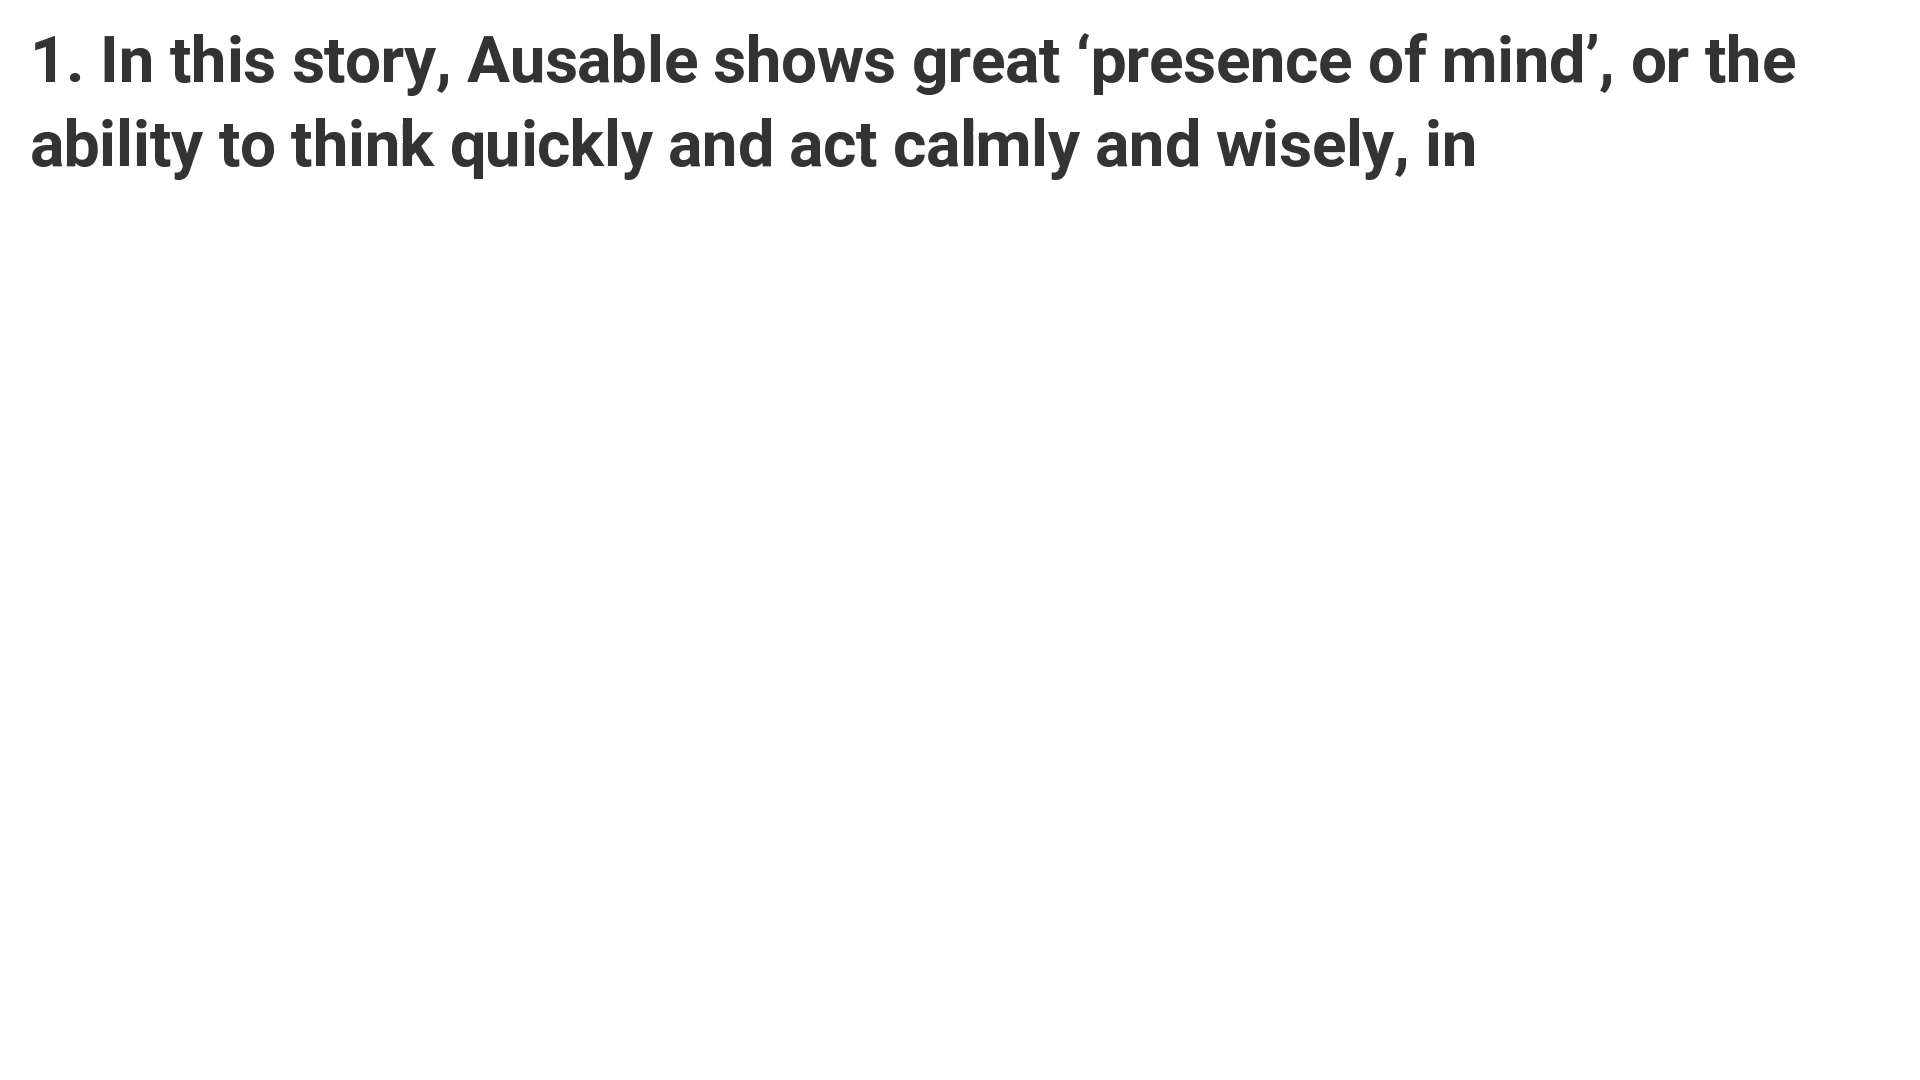 1. In this story, Ausable shows great ‘presence of mind’, or the
ability to think quickly and act calmly and wisely, in